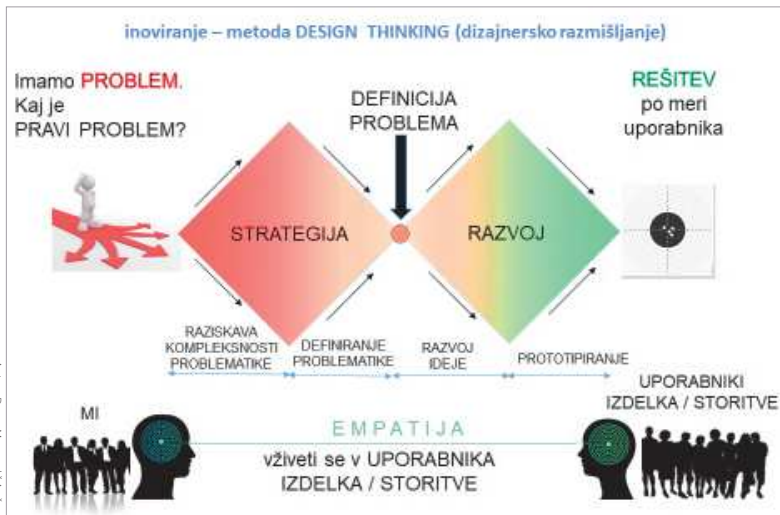 inoviranje – metoda DESIGN THINKING (dizajnersko razmišljanje)
Imamo PROBLEM.
Kaj je
PRAVI PROBLEM?
DEFINICIJA
PROBLEMA
REŠITEV
po meri
uporabnika
STRATEGIJA
RAZVOJ
RAZISKAVA
KOMPLEKSNOSTI
PROBLEMATIKE
DEFINIRANJE
PROBLEMATIKE
RAZVOJ
IDEJE
PROTOTIPIRANJE
MI
EMPATIJA
vživeti se v UPORABNIKA
IZDELKA / STORITVE
UPORABNIKI
IZDELKA / STORITVE